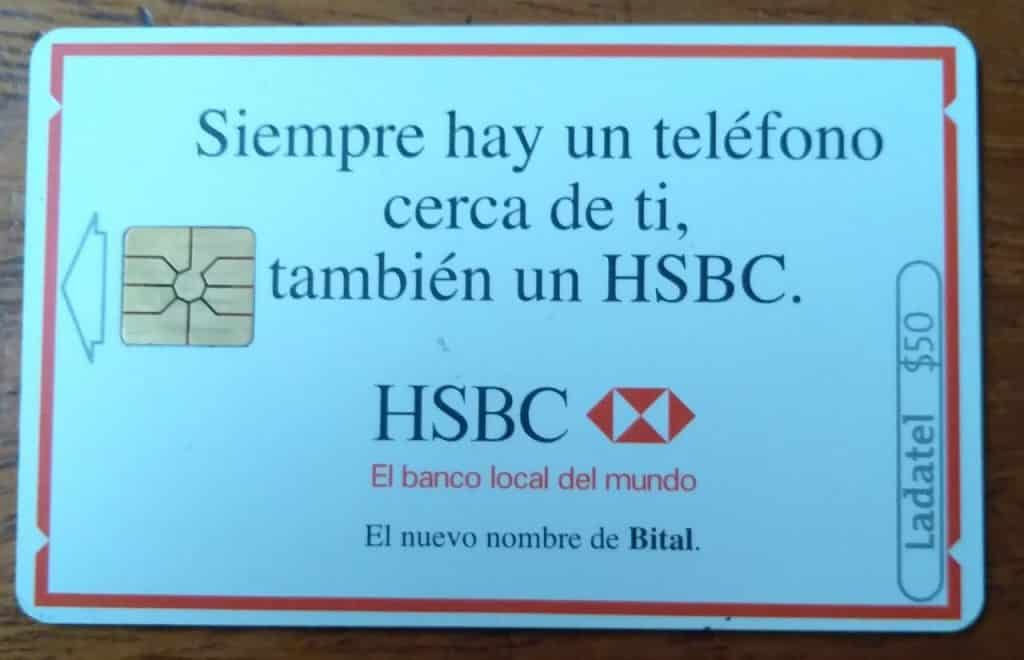 Siempre hay un teléfono
cerca de ti,
también un HSBC.
HSBC
El banco local del mundo
El nuevo nombre de Bital.
Ladatel $50